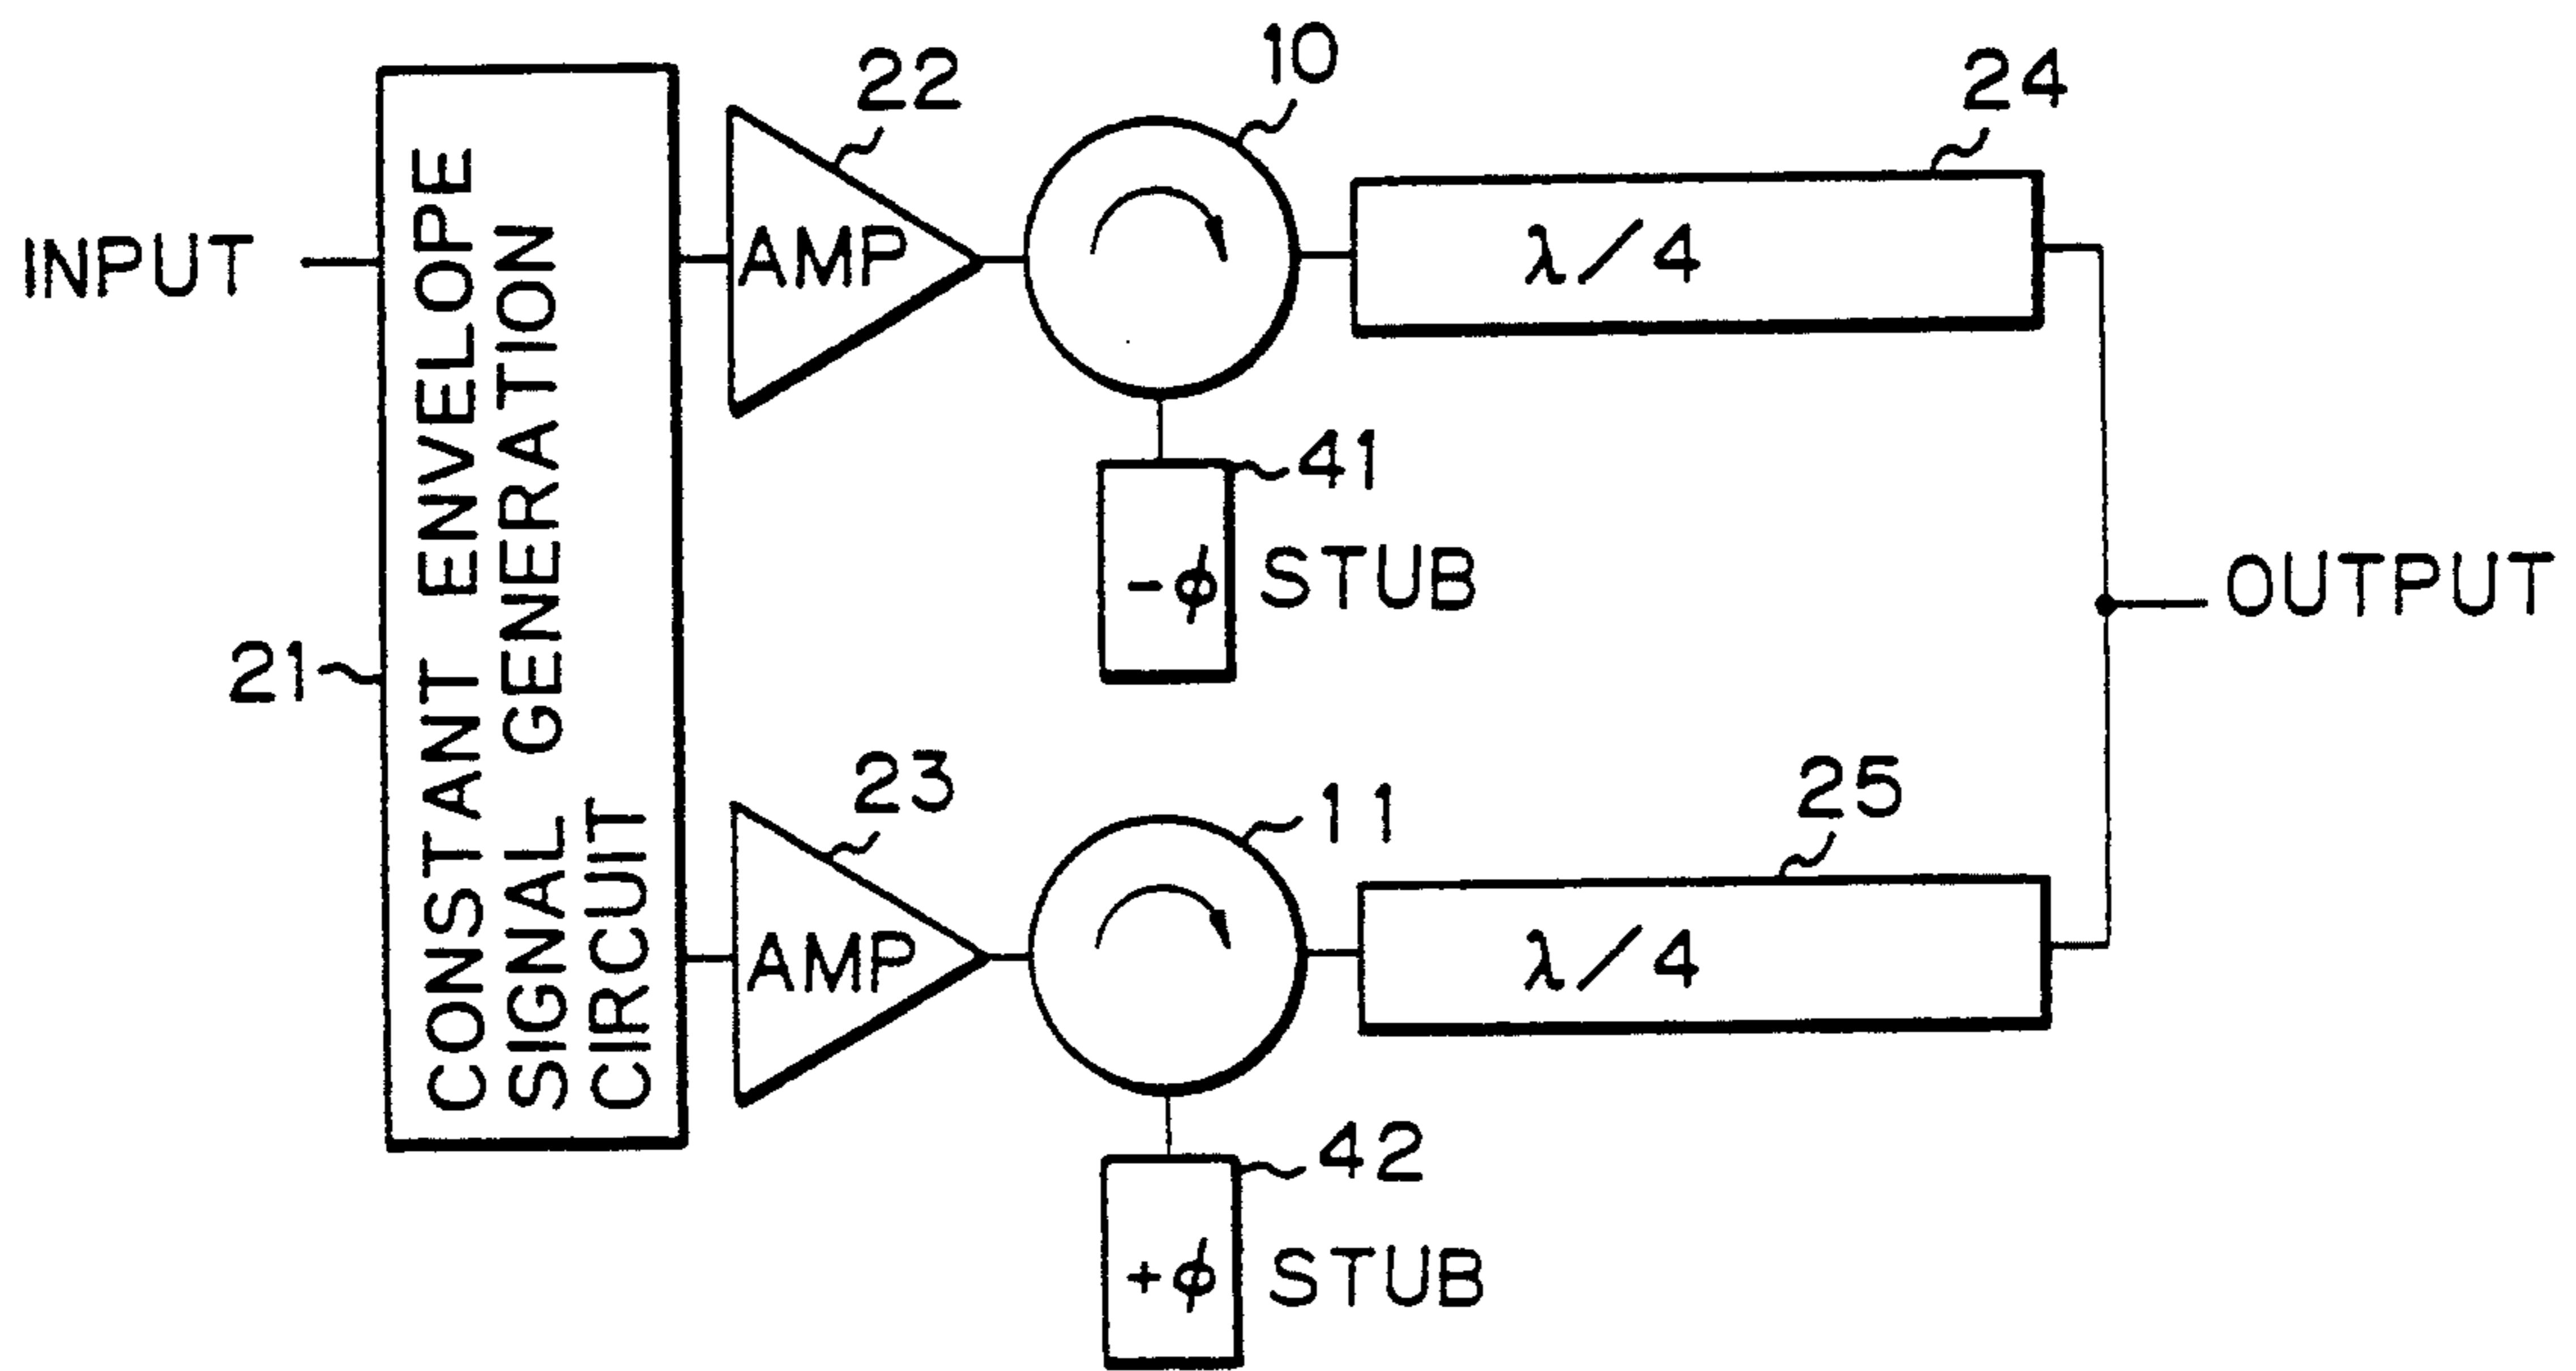 INPUT
21
CONSTANT ENVELOPE
SIGNAL GENERATION
CIRCUIT
22
AMP
10
24
λ/4
41
-ϕ
STUB
OUTPUT
23
AMP
11
25
λ/4
42
+ϕ
STUB